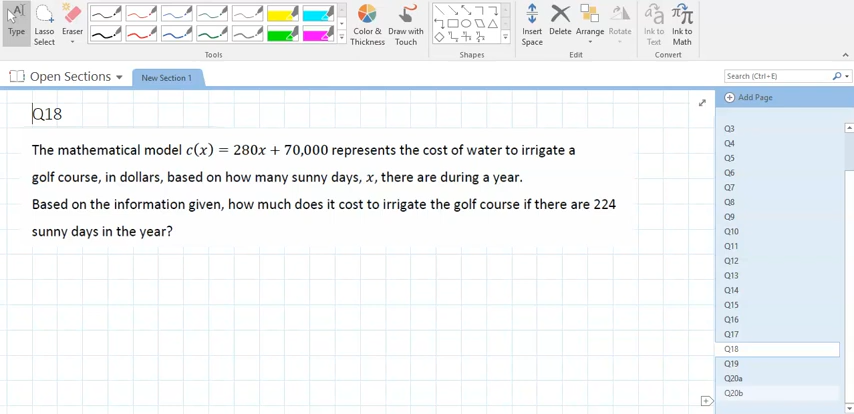 Type
Lasso
Select
Eraser
Color &
Thickness
Draw with
Touch
Insert
Space
Delete
Arrange
Rotate
Ink to
Text
Ink to
Math
Tools
Shapes
Edit
Convert
Open Sections
New Section 1
Search (Ctrl+E)
Add Page
Q18
The mathematical model c(x) = 280x + 70,000 represents the cost of water to irrigate a
golf course, in dollars, based on how many sunny days, x, there are during a year.
Based on the information given, how much does it cost to irrigate the golf course if there are 224
sunny days in the year?
Q3
Q4
Q5
Q6
Q7
Q8
Q9
Q10
Q11
Q12
Q13
Q14
Q15
Q16
Q17
Q18
Q19
Q20a
Q20b